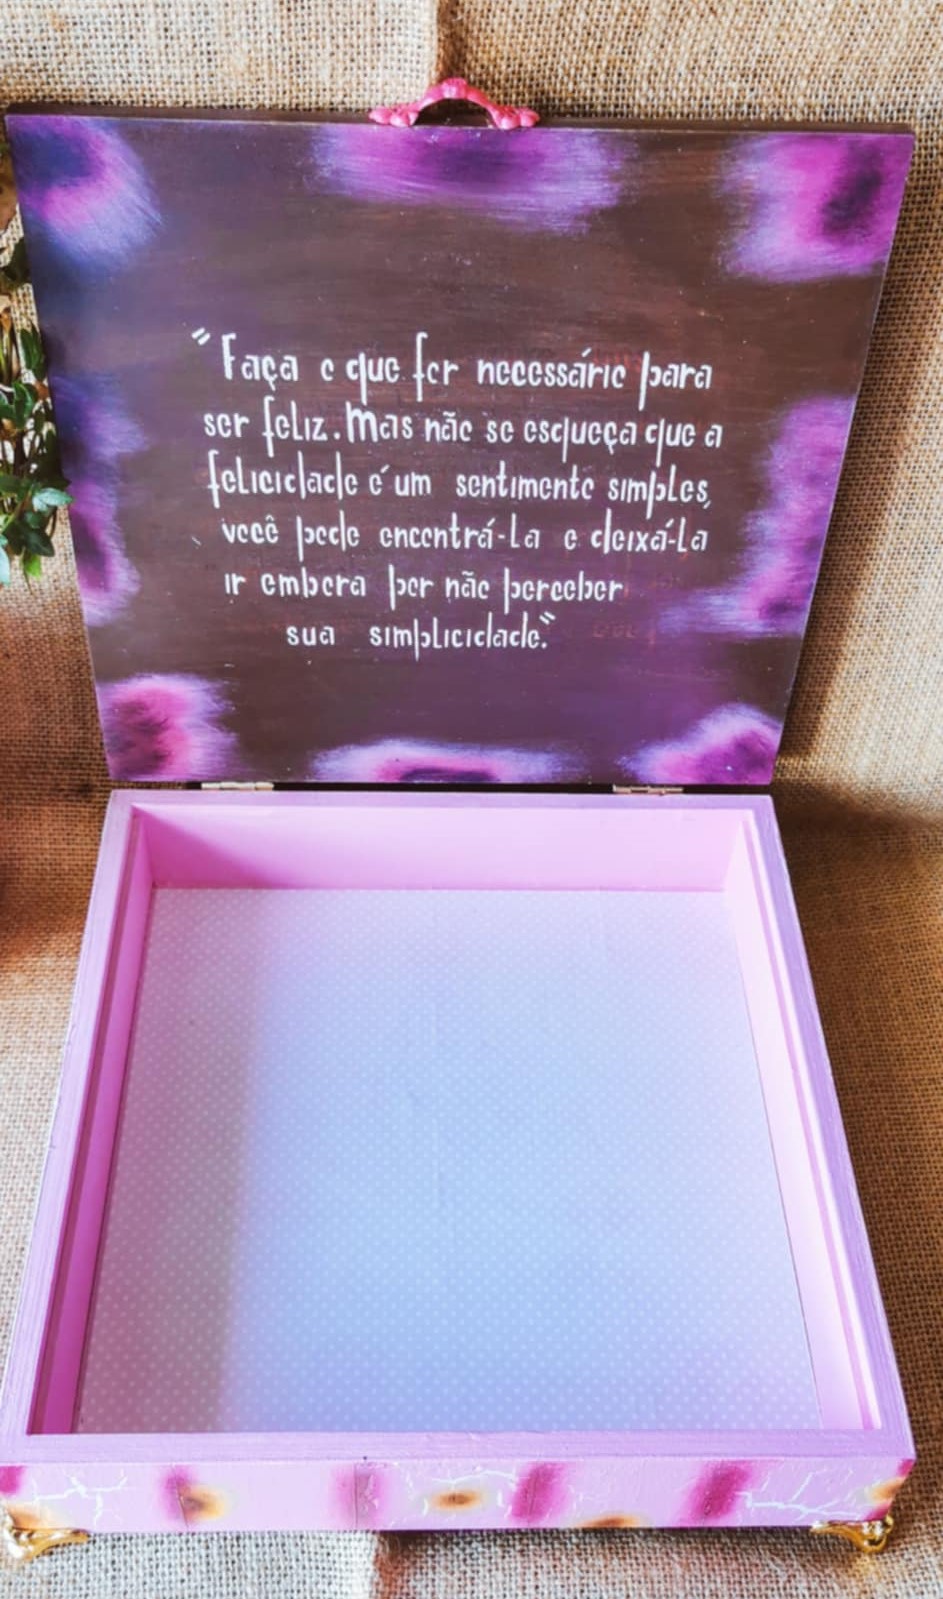 "Faça o que for necessário para
ser feliz. Mas não se esqueça que a
felicidade é um sentimento simples,
você pode encontrá-la e deixá-la
ir embora por não perceber
sua simplicidade."